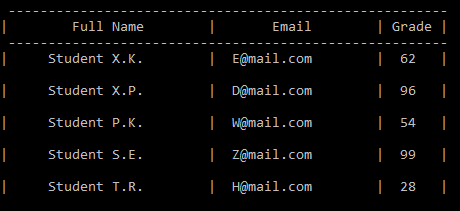 ---------------------------------------------------------
| Full Name | Email | Grade |
---------------------------------------------------------
| Student X.K. | E@mail.com | 62 |
| Student X.P. | D@mail.com | 96 |
| Student P.K. | W@mail.com | 54 |
| Student S.E. | Z@mail.com | 99 |
| Student T.R. | H@mail.com | 28 |